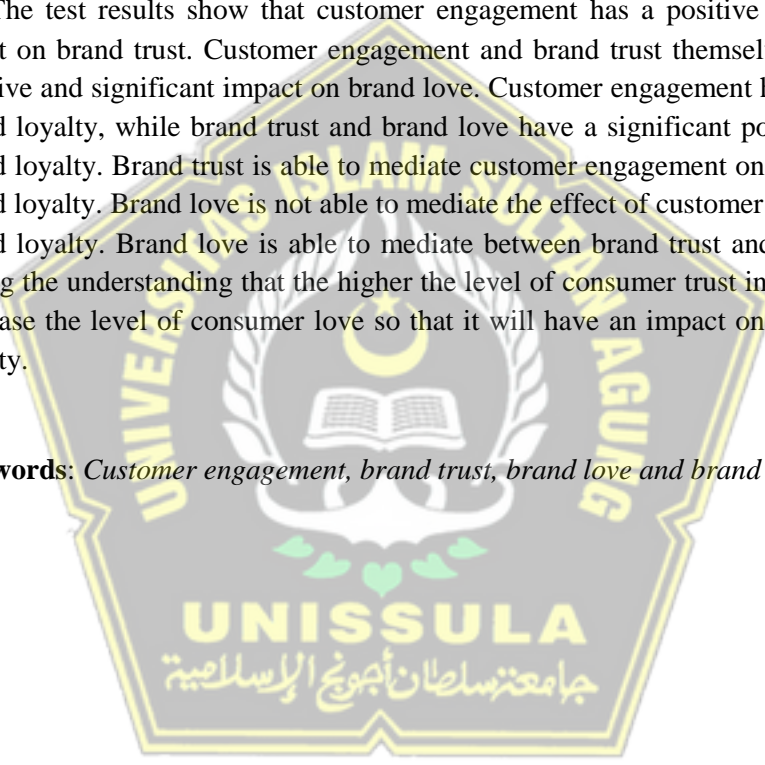 The test results show that customer engagement has a positive
t on brand trust. Customer engagement and brand trust themsel
ive and significant impact on brand love. Customer engagement h
d loyalty, while brand trust and brand love have a significant po
d loyalty. Brand trust is able to mediate customer engagement on
d loyalty. Brand love is not able to mediate the effect of customer
d loyalty. Brand love is able to mediate between brand trust and
g the understanding that the higher the level of consumer trust in
ase the level of consumer love so that it will have an impact on
ty.
words: Customer engagement, brand trust, brand love and brand
UNIVERSITAS ISLAM SULTAN AGUNG
UNISSULA
جامعة سلطان أجونج الإسلامية